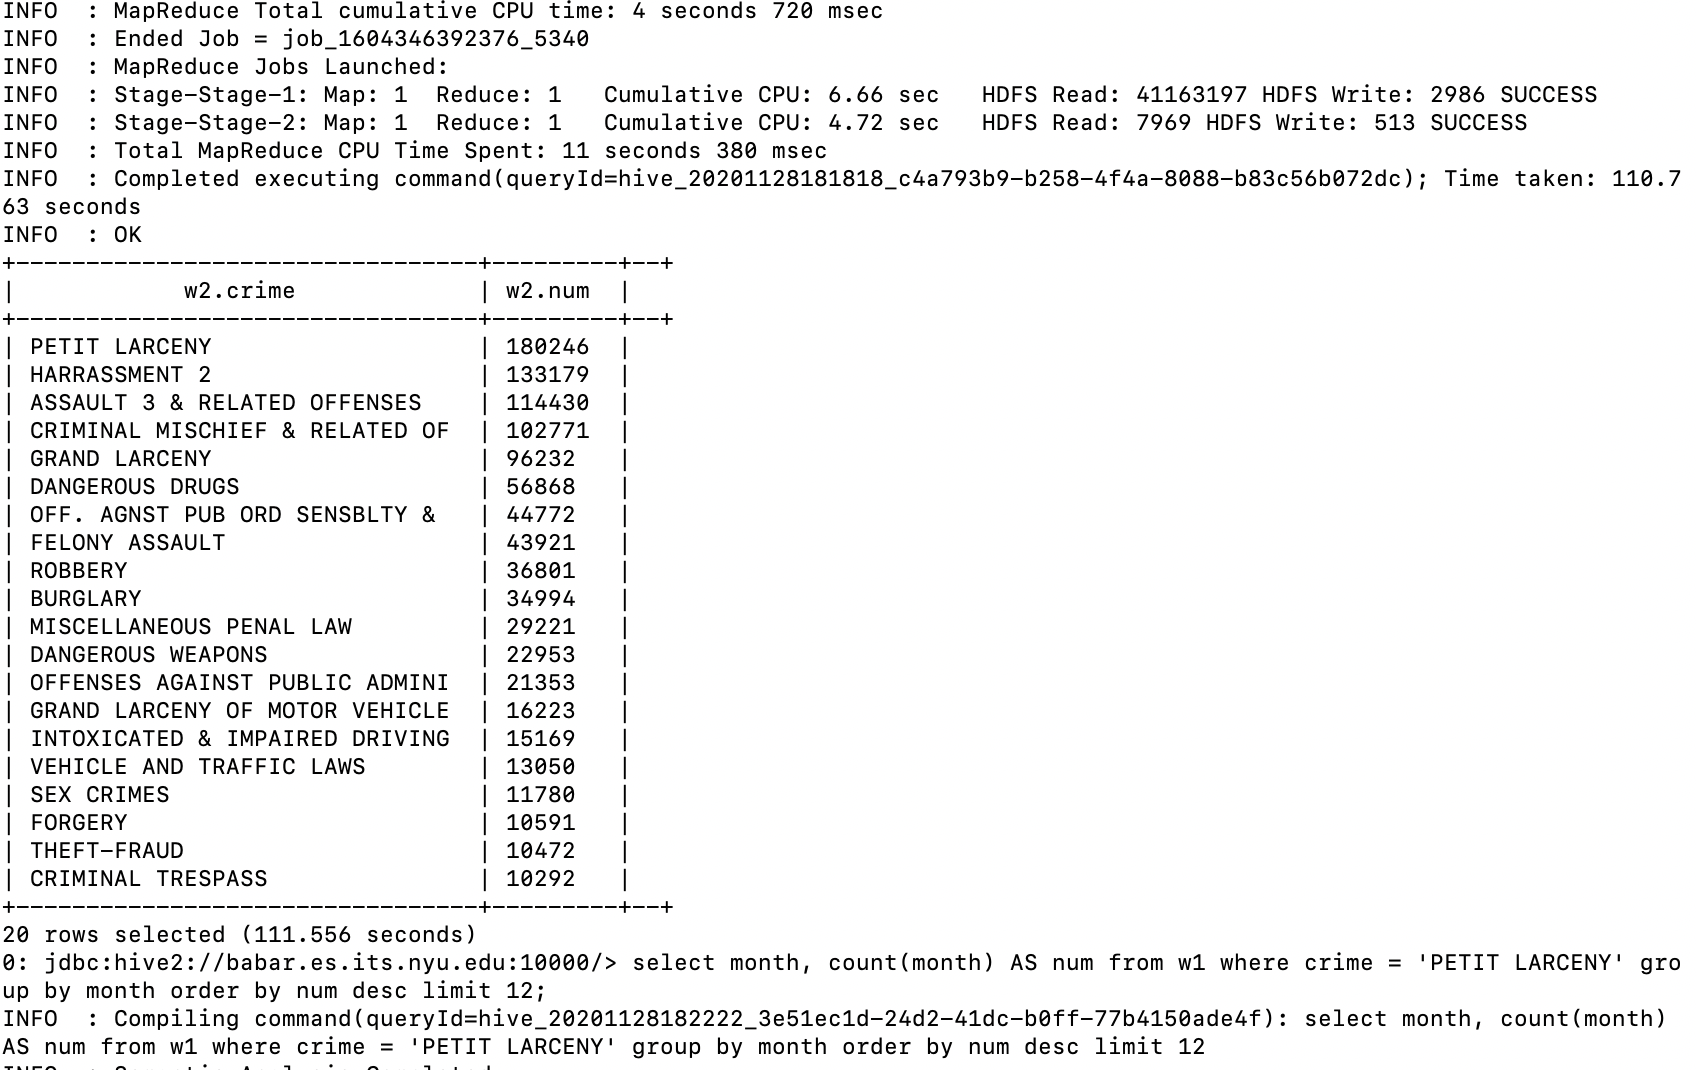 INFO  : MapReduce Total cumulative CPU time: 4 seconds 720 msec
INFO  : Ended Job = job_1604346392376_5340
INFO  : MapReduce Jobs Launched:
INFO  : Stage-Stage-1: Map: 1  Reduce: 1   Cumulative CPU: 6.66 sec   HDFS Read: 41163197 HDFS Write: 2986 SUCCESS
INFO  : Stage-Stage-2: Map: 1  Reduce: 1   Cumulative CPU: 4.72 sec   HDFS Read: 7969 HDFS Write: 513 SUCCESS
INFO  : Total MapReduce CPU Time Spent: 11 seconds 380 msec
INFO  : Completed executing command(queryId=hive_20201128181818_c4a793b9-b258-4f4a-8088-b83c56b072dc); Time taken: 110.7
63 seconds
INFO  : OK
+---------------------------------+---------+--+
|            w2.crime             | w2.num  |
+---------------------------------+---------+--+
| PETIT LARCENY                   | 180246  |
| HARRASSMENT 2                   | 133179  |
| ASSAULT 3 & RELATED OFFENSES    | 114430  |
| CRIMINAL MISCHIEF & RELATED OF  | 102771  |
| GRAND LARCENY                   | 96232   |
| DANGEROUS DRUGS                 | 56868   |
| OFF. AGNST PUB ORD SENSBLTY &   | 44772   |
| FELONY ASSAULT                  | 43921   |
| ROBBERY                         | 36801   |
| BURGLARY                        | 34994   |
| MISCELLANEOUS PENAL LAW         | 29221   |
| DANGEROUS WEAPONS               | 22953   |
| OFFENSES AGAINST PUBLIC ADMINI  | 21353   |
| GRAND LARCENY OF MOTOR VEHICLE  | 16223   |
| INTOXICATED & IMPAIRED DRIVING  | 15169   |
| VEHICLE AND TRAFFIC LAWS        | 13050   |
| SEX CRIMES                      | 11780   |
| FORGERY                         | 10591   |
| THEFT-FRAUD                     | 10472   |
| CRIMINAL TRESPASS               | 10292   |
+---------------------------------+---------+--+
20 rows selected (111.556 seconds)
0: jdbc:hive2://babar.es.its.nyu.edu:10000/> select month, count(month) AS num from w1 where crime = 'PETIT LARCENY' gro
up by month order by num desc limit 12;
INFO  : Compiling command(queryId=hive_20201128182222_3e51ec1d-24d2-41dc-b0ff-77b4150ade4f): select month, count(month)
AS num from w1 where crime = 'PETIT LARCENY' group by month order by num desc limit 12